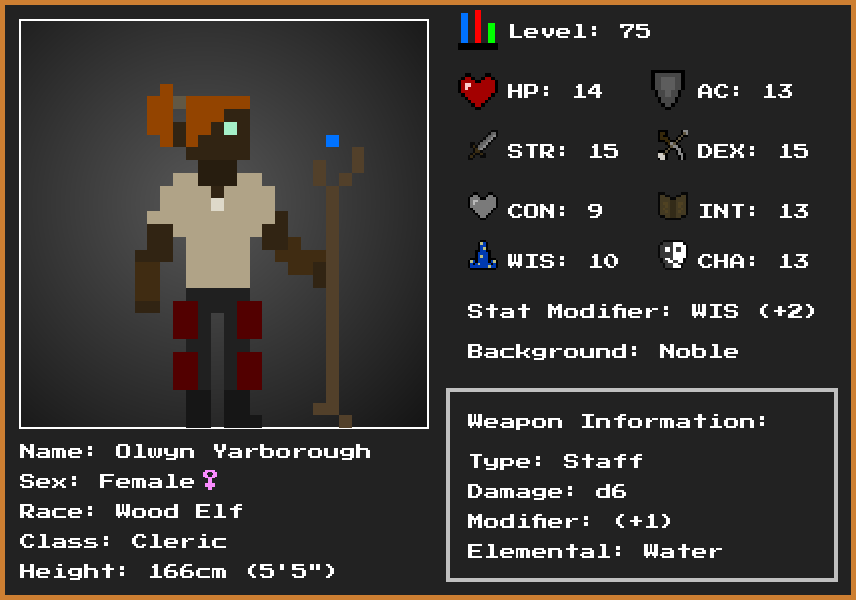 Level: 75
HP: 14
AC: 13
STR: 15
DEX: 15
CON: 9
INT: 13
WIS: 10
CHA: 13
Stat Modifier: WIS (+2)
Background: Noble
Weapon Information:
Type: Staff
Damage: d6
Modifier: (+1)
Elemental: Water
Name: Olwyn Yarborough
Sex: Female♀
Race: Wood Elf
Class: Cleric
Height: 166cm (5'5")